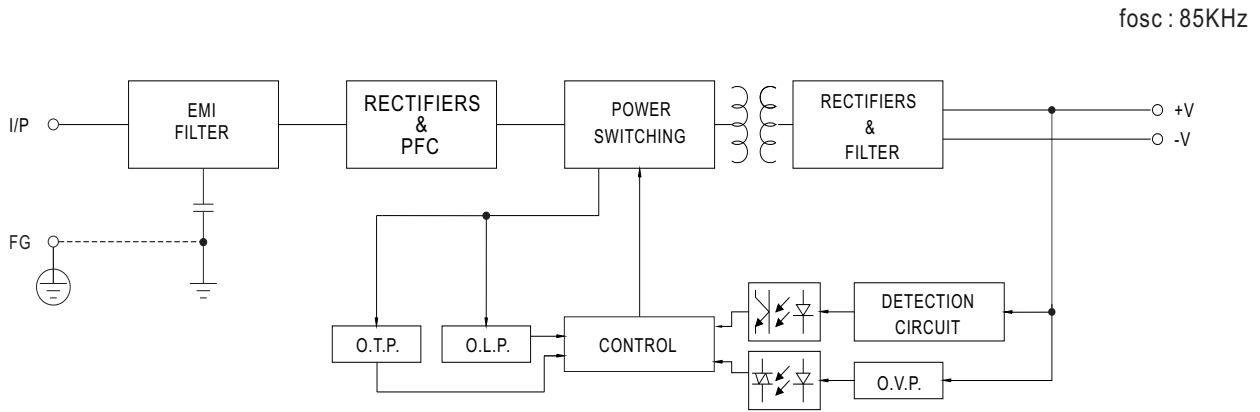 fosc : 85KHz
I/P
EMI
FILTER
RECTIFIERS
&
PFC
POWER
SWITCHING
RECTIFIERS
&
FILTER
+V
-V
FG
O.T.P.
O.L.P.
CONTROL
DETECTION
CIRCUIT
O.V.P.